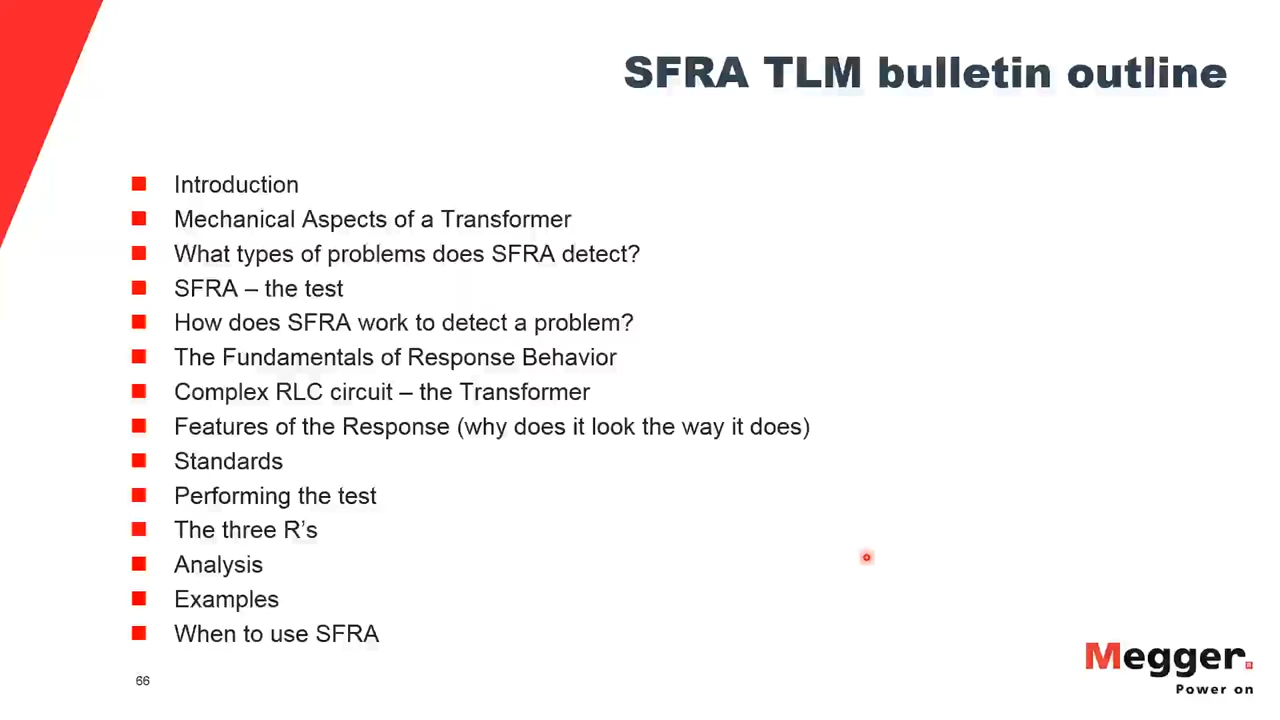 SFRA TLM bulletin outline
Introduction
Mechanical Aspects of a Transformer
What types of problems does SFRA detect?
SFRA – the test
How does SFRA work to detect a problem?
The Fundamentals of Response Behavior
Complex RLC circuit – the Transformer
Features of the Response (why does it look the way it does)
Standards
Performing the test
The three R’s
Analysis
Examples
When to use SFRA
66
Megger.
Power on